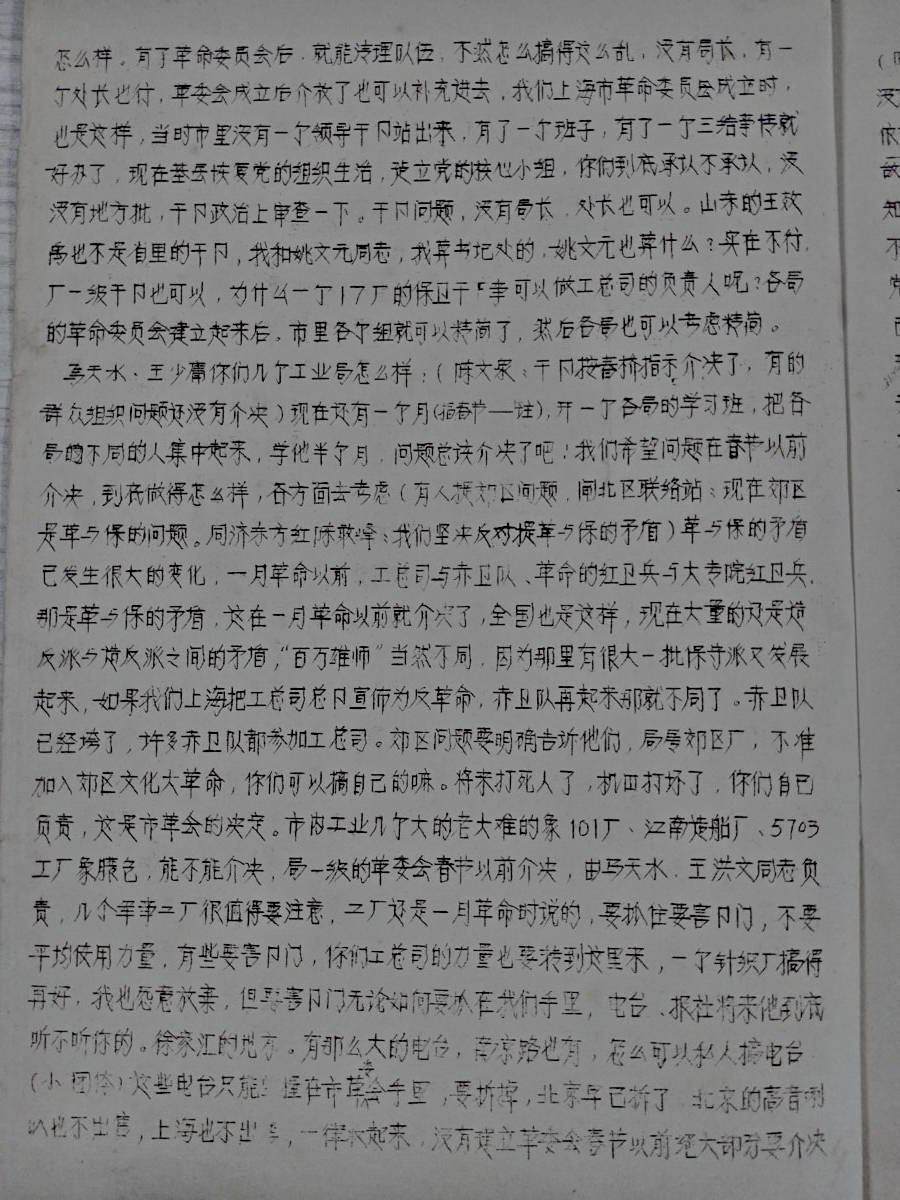 怎么样。有了革命委员会后，就能清理队伍，不然怎么搞得这么乱，没有局长，有一
个处长也行，革委会成立后介放了也可以补充进去，我们上海市革命委员会成立时，
也是这样，当时市里没有一个领导干卩站出来，有了一个班子，有了一个三结合事情就
好办了，现在基层恢复党的组织生活，建立党的核心小组，你们到底承认不承认，没
没有地方批，干卩政治上审查一下。干卩问题，没有局长，处长也可以。山东的王效
禹也不是省里的干卩，我和姚文元同志，我算书记处的，姚文元也算什么？实在不行，
厂一级干卩也可以，为什么一个17厂的保卫干事可以做工总司的负责人呢？各局
的革命委员会建立起来后。市里各个组就可以精简了，然后各局也可以考虑精简。
马天水、王少庸你们几个工业局怎么样：（陈文泉：干卩按春桥指示介决了，有的
群众组织问题还没有介决）现在还有一个月（指春节——注），开一个各局的学习班，把各
局的不同的人集中起来，学他半个月，问题总该介决了吧！我们希望问题在春节以前
介决，到底做得怎么样，各方面去考虑（有人提郊区问题，闸北区联络站：现在郊区
是革与保的问题。同济东方红陈敢峰：我们坚决反对提革与保的矛盾）革与保的矛盾
已发生很大的变化，一月革命以前，工总司与赤卫队、革命的红卫兵与大专院红卫兵，
那是革与保的矛盾，这在一月革命以前就介决了，全国也是这样，现在大量的还是造
反派与造反派之间的矛盾，“百万雄师”当然不同，因为那里有很大一批保守派又发展
起来，如果我们上海把工总司总卩宣布为反革命，赤卫队再起来那就不同了。赤卫队
已经垮了，许多赤卫队都参加工总司。郊区问题要明确告诉他们，局号郊区厂，不准
加入郊区文化大革命，你们可以搞自己的嘛。将来打死人了，机四打坏了，你们自己
负责，这是市革会的决定。市内工业几个大的老大难的象101厂、江南造船厂、5703
工厂象脸色，能不能介决，局一级的革委会春节以前介决，由马天水、王洪文同志负
责，几个军事工厂很值得要注意，工厂还是一月革命时说的，要抓住要害卩门，不要
平均使用力量，有些要害卩门，你们工总司的力量也要转到这里来，一个针织厂搞得
再好，我也愿意放弃，但要害卩门无论如何要抓在我们手里，电台、报社将来他到底
听不听你的。徐家汇的地方。有那么大的电台，南京路也有，怎么可以私人搞电台
这些电台只能掌握在市革委会手里，要拆掉，北京早已拆了，北京的高音喇
叭也不出售，上海也不出售，一律收起来，没有建立革委会春节以前绝大部分要介决